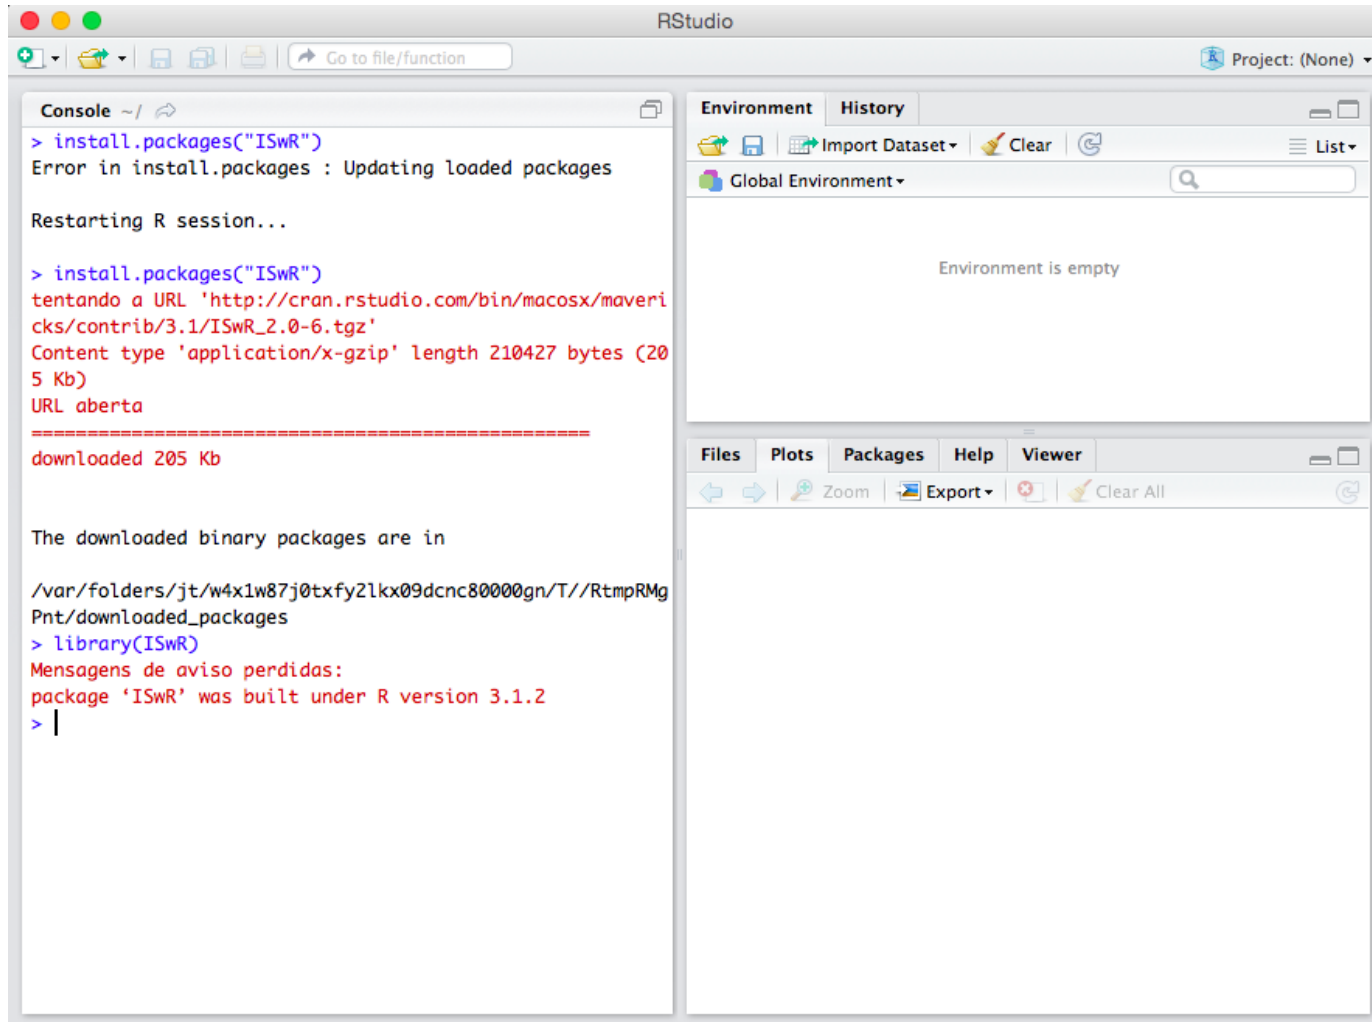 RStudio
Go to file/function
Project: (None)
Console ~/
> install.packages("ISwR")
Error in install.packages : Updating loaded packages
Restarting R session...
> install.packages("ISwR")
tentando a URL 'http://cran.rstudio.com/bin/macosx/maveri
cks/contrib/3.1/ISwR_2.0-6.tgz'
Content type 'application/x-gzip' length 210427 bytes (20
5 Kb)
URL aberta
==================================================
downloaded 205 Kb
The downloaded binary packages are in
/var/folders/jt/w4x1w87j0txfy2lkx09dcnc80000gn/T//RtmpRMg
Pnt/downloaded_packages
> library(ISwR)
Mensagens de aviso perdidas:
package ‘ISwR’ was built under R version 3.1.2
>
Environment History
Import Dataset Clear List
Global Environment
Environment is empty
Files Plots Packages Help Viewer
Zoom Export Clear All